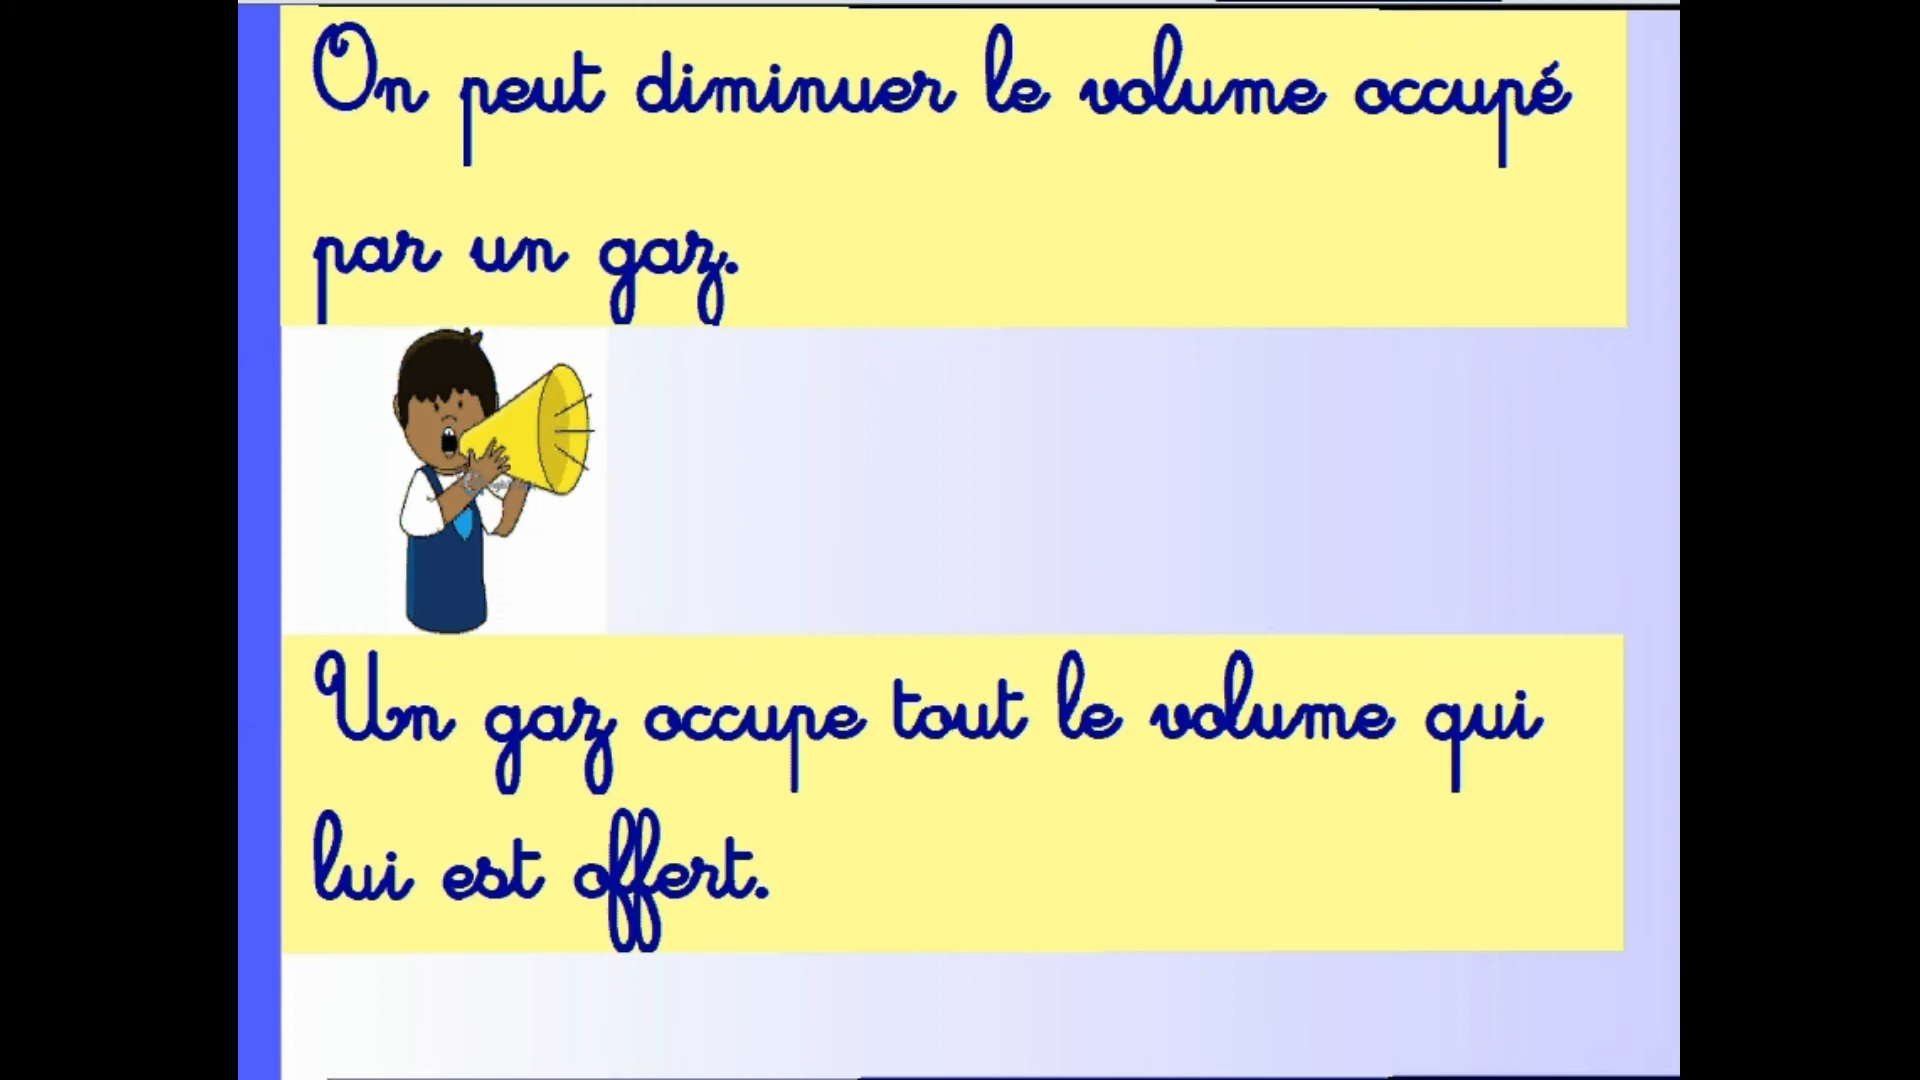 On peut diminuer le volume occupé
par un gaz.
Un gaz occupe tout le volume qui
lui est offert.